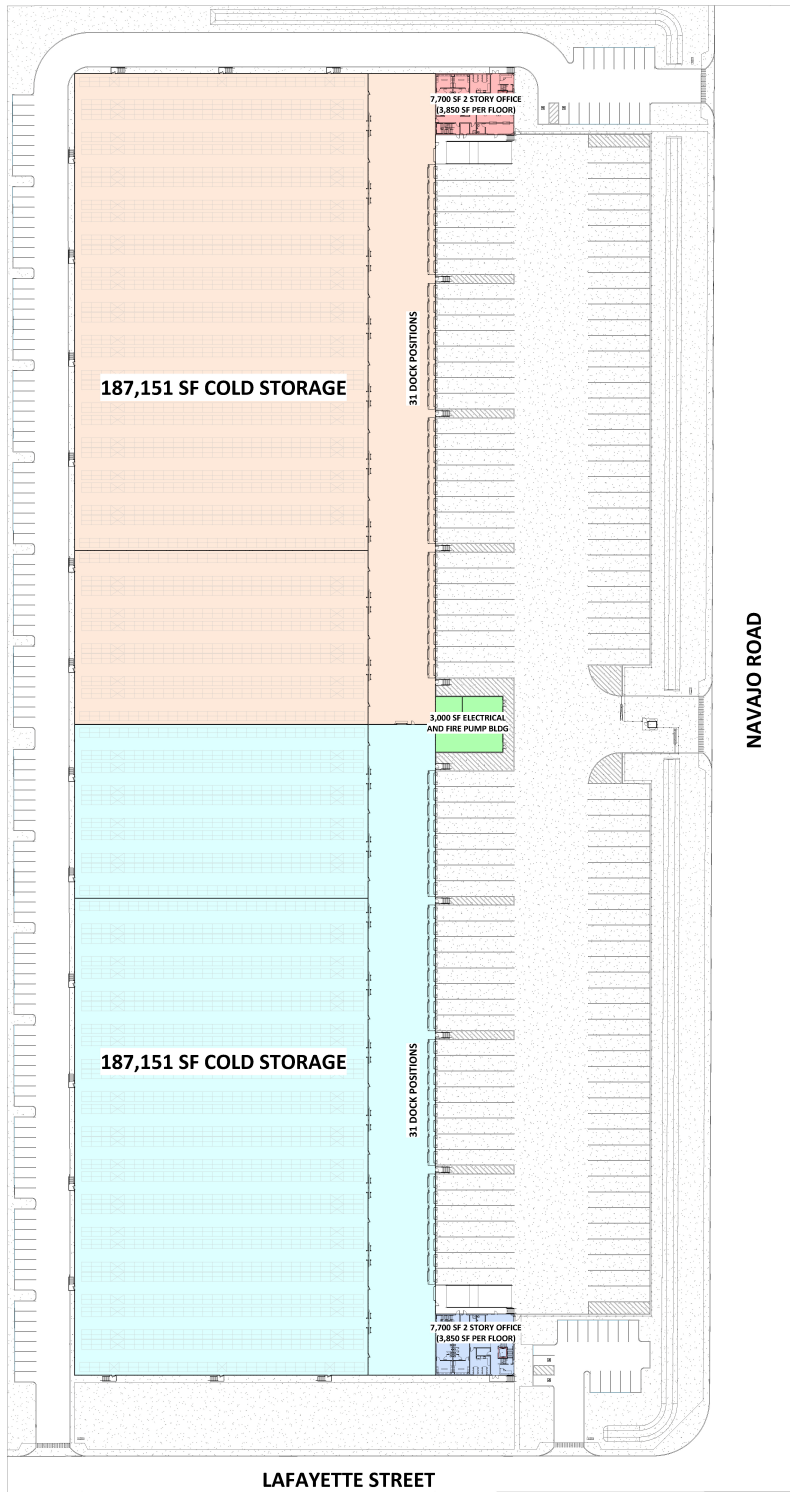 7,700 SF 2 STORY OFFICE
(3,850 SF PER FLOOR)
31 DOCK POSITIONS
187,151 SF COLD STORAGE
NAVAJO ROAD
3,000 SF ELECTRICAL
AND FIRE PUMP BLDG
187,151 SF COLD STORAGE
31 DOCK POSITIONS
7,700 SF 2 STORY OFFICE
(3,850 SF PER FLOOR)
LAFAYETTE STREET